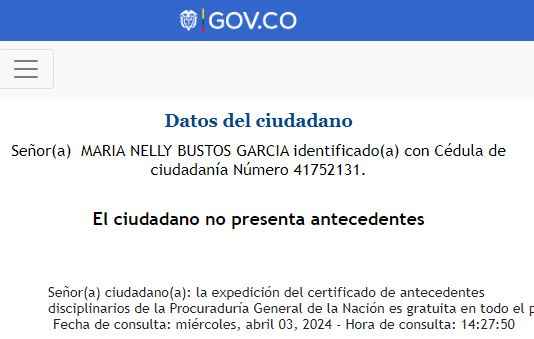 GOV.CO
Datos del ciudadano
Señor(a) MARIA NELLY BUSTOS GARCIA identificado(a) con Cédula de
ciudadanía Número 41752131.
El ciudadano no presenta antecedentes
Señor(a) ciudadano(a): la expedición del certificado de antecedentes
disciplinarios de la Procuraduría General de la Nación es gratuita en todo el p
Fecha de consulta: miércoles, abril 03, 2024 - Hora de consulta: 14:27:50